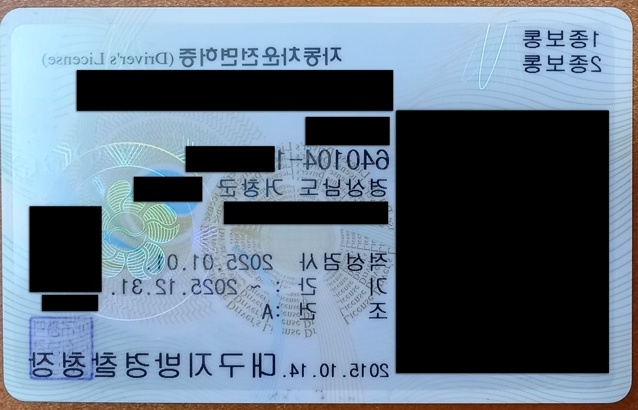 1종보통
2종보통
자동차운전면허증 (Driver's License)
640104-1
경상남도 거창군
적성검사 2025.01.01.
기 간 : ~ 2025.12.31.
조 건 : A
2015.10.14.
대구지방경찰청장